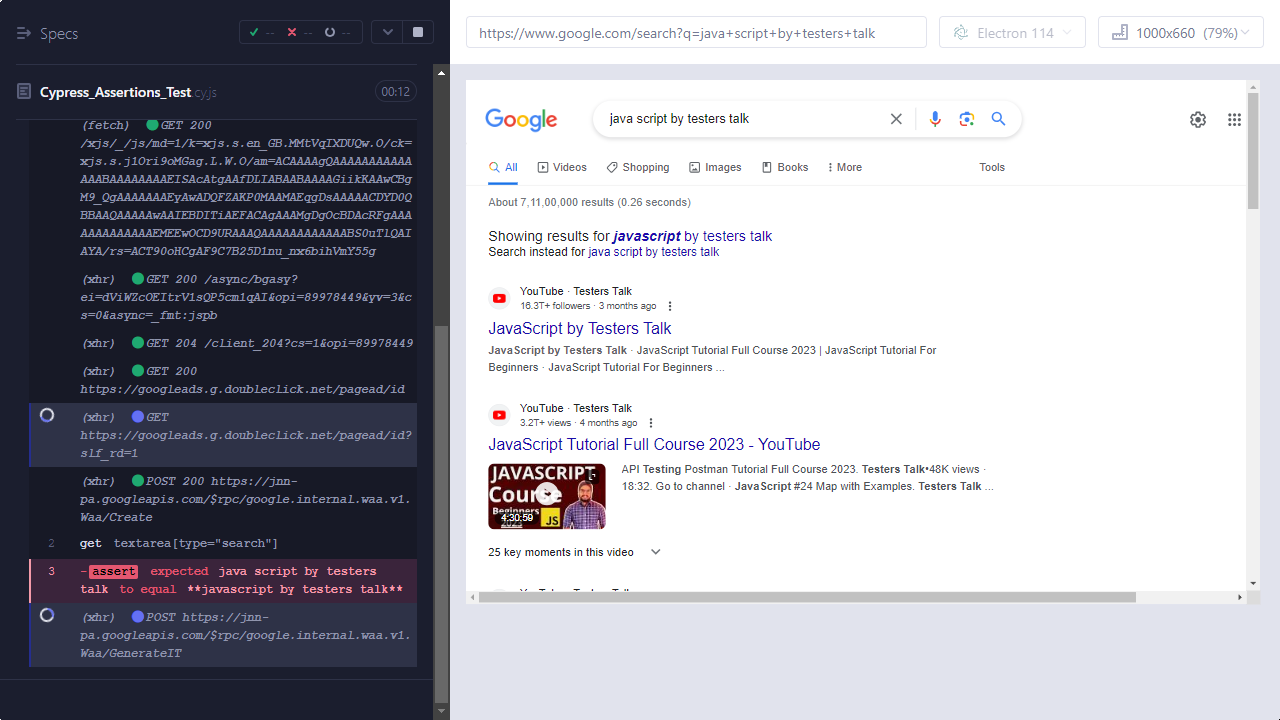 Specs
-- -- --
Cypress_Assertions_Test.cy.js 00:12
(fetch) GET 200
/xjs/_/js/md=1/k=xjs.s.en_GB.MMtVqIXDUQw.O/ck=
xjs.s.j1Ori9oMGag.L.W.O/am=ACAAAAgQAAAAAAAAAAA
AAABAAAAAAAAEISAcAtgAAfDLIABAABAAAAGiikKAAwCBg
M9_QgAAAAAAAEyAwADQFZAKP0MAAMAEqgDsAAAAACDYD0Q
BBAAQAAAAAwAAIEBDITiAEFACAgAAAMgDgOcBDAcRFgAAA
AAAAAAAAAAAEMEEwOCD9URAAAQAAAAAAAAAAAABS0uTlQAI
AYA/rs=ACT90oHCgAF9C7B25D1nu_nx6bihVmY55g
(xhr) GET 200 /async/bgasy?
ei=dViWZcOEItrV1sQP5cm1qAI&opi=89978449&yv=3&c
s=0&async=_fmt:jspb
(xhr) GET 204 /client_204?cs=1&opi=89978449
(xhr) GET 200
https://googleads.g.doubleclick.net/pagead/id
(xhr) GET
https://googleads.g.doubleclick.net/pagead/id?
slf_rd=1
(xhr) POST 200 https://jnn-
pa.googleapis.com/$rpc/google.internal.waa.v1.
Waa/Create
2 get textarea[type="search"]
3 -assert expected java script by testers
talk to equal **javascript by testers talk**
(xhr) POST https://jnn-
pa.googleapis.com/$rpc/google.internal.waa.v1.
Waa/GenerateIT
https://www.google.com/search?q=java+script+by+testers+talk
Electron 114
1000x660 (79%)
Google
java script by testers talk
All Videos Shopping Images Books More Tools
About 7,11,00,000 results (0.26 seconds)
Showing results for javascript by testers talk
Search instead for java script by testers talk
YouTube · Testers Talk
16.3T+ followers · 3 months ago
JavaScript by Testers Talk
JavaScript by Testers Talk · JavaScript Tutorial Full Course 2023 | JavaScript Tutorial For
Beginners · JavaScript Tutorial For Beginners ...
YouTube · Testers Talk
3.2T+ views · 4 months ago
JavaScript Tutorial Full Course 2023 - YouTube
JAVASCRIPT
Course
Beginners
JS
4:30:59
API Testing Postman Tutorial Full Course 2023. Testers Talk•48K views ·
18:32. Go to channel · JavaScript #24 Map with Examples. Testers Talk ...
25 key moments in this video
YouTube · Testers Talk